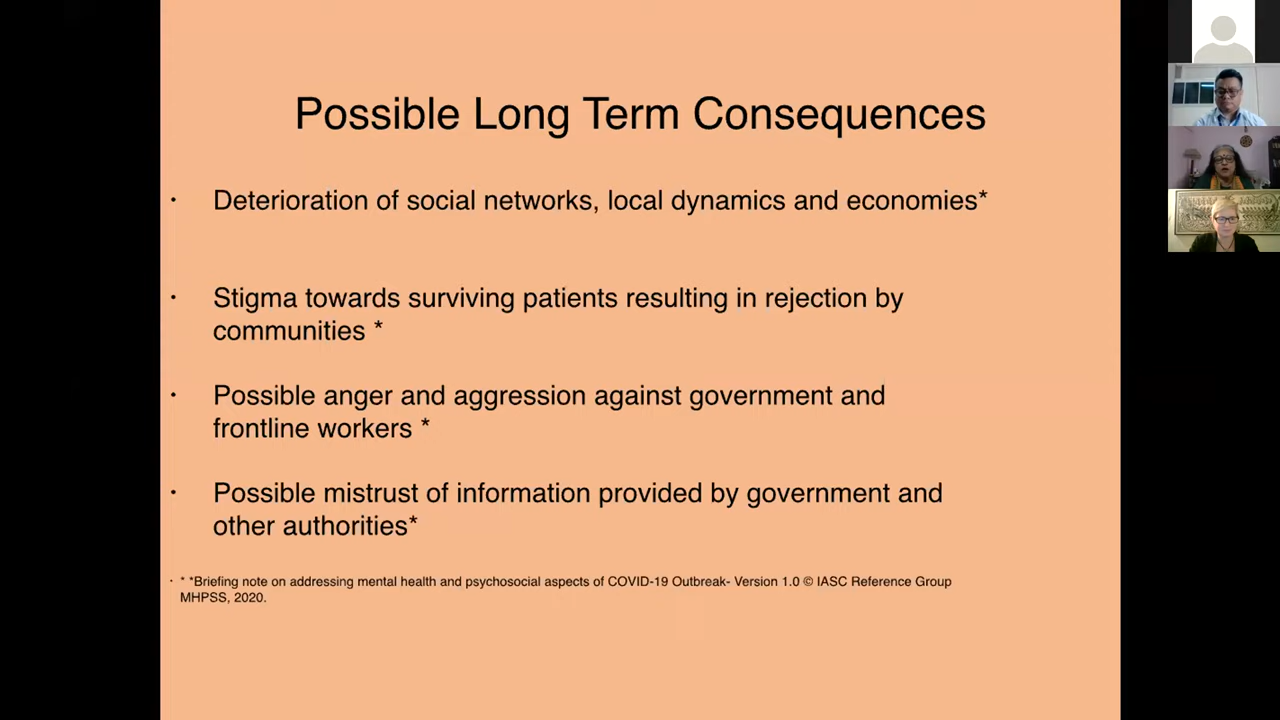 Possible Long Term Consequences
· Deterioration of social networks, local dynamics and economies*
· Stigma towards surviving patients resulting in rejection by
communities *
· Possible anger and aggression against government and
frontline workers *
· Possible mistrust of information provided by government and
other authorities*
· * *Briefing note on addressing mental health and psychosocial aspects of COVID-19 Outbreak- Version 1.0 © IASC Reference Group
MHPSS, 2020.